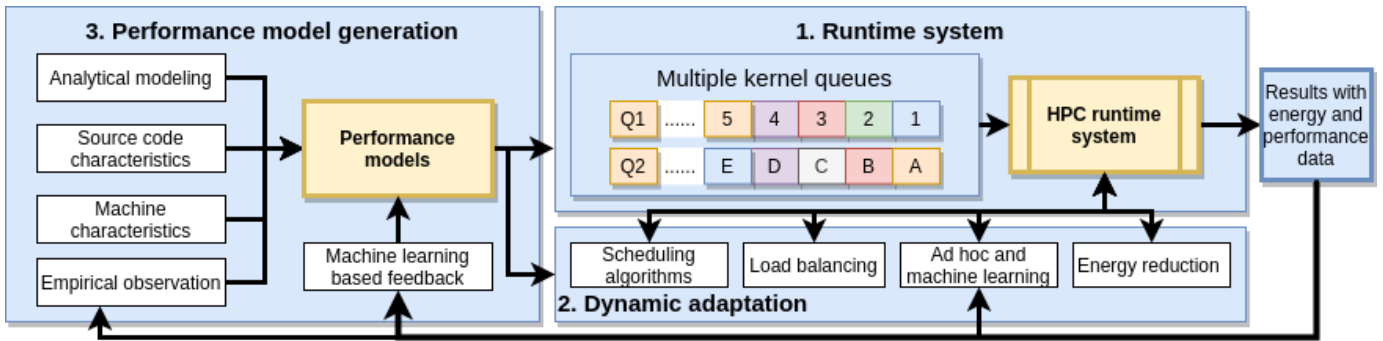 3. Performance model generation
Analytical modeling
Source code
characteristics
Machine
characteristics
Empirical observation
Performance
models
Machine learning
based feedback
1. Runtime system
Multiple kernel queues
Q1 ...... 5 4 3 2 1
Q2 ...... E D C B A
HPC runtime
system
Results with
energy and
performance
data
Scheduling
algorithms
Load balancing
Ad hoc and
machine learning
Energy reduction
2. Dynamic adaptation